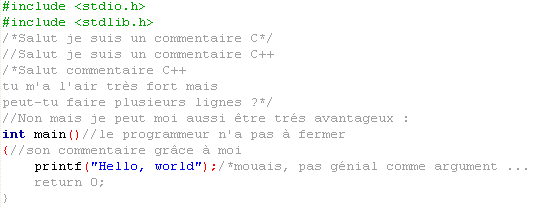 #include <stdio.h>
#include <stdlib.h>
/*Salut je suis un commentaire C*/
//Salut je suis un commentaire C++
/*Salut commentaire C++
tu m'a l'air très fort mais
peut-tu faire plusieurs lignes ?*/
//Non mais je peut moi aussi être trés avantageux :
int main()//le programmeur n'a pas à fermer
{//son commentaire grâce à moi
    printf("Hello, world");/*mouais, pas génial comme argument ...
    return 0;
}